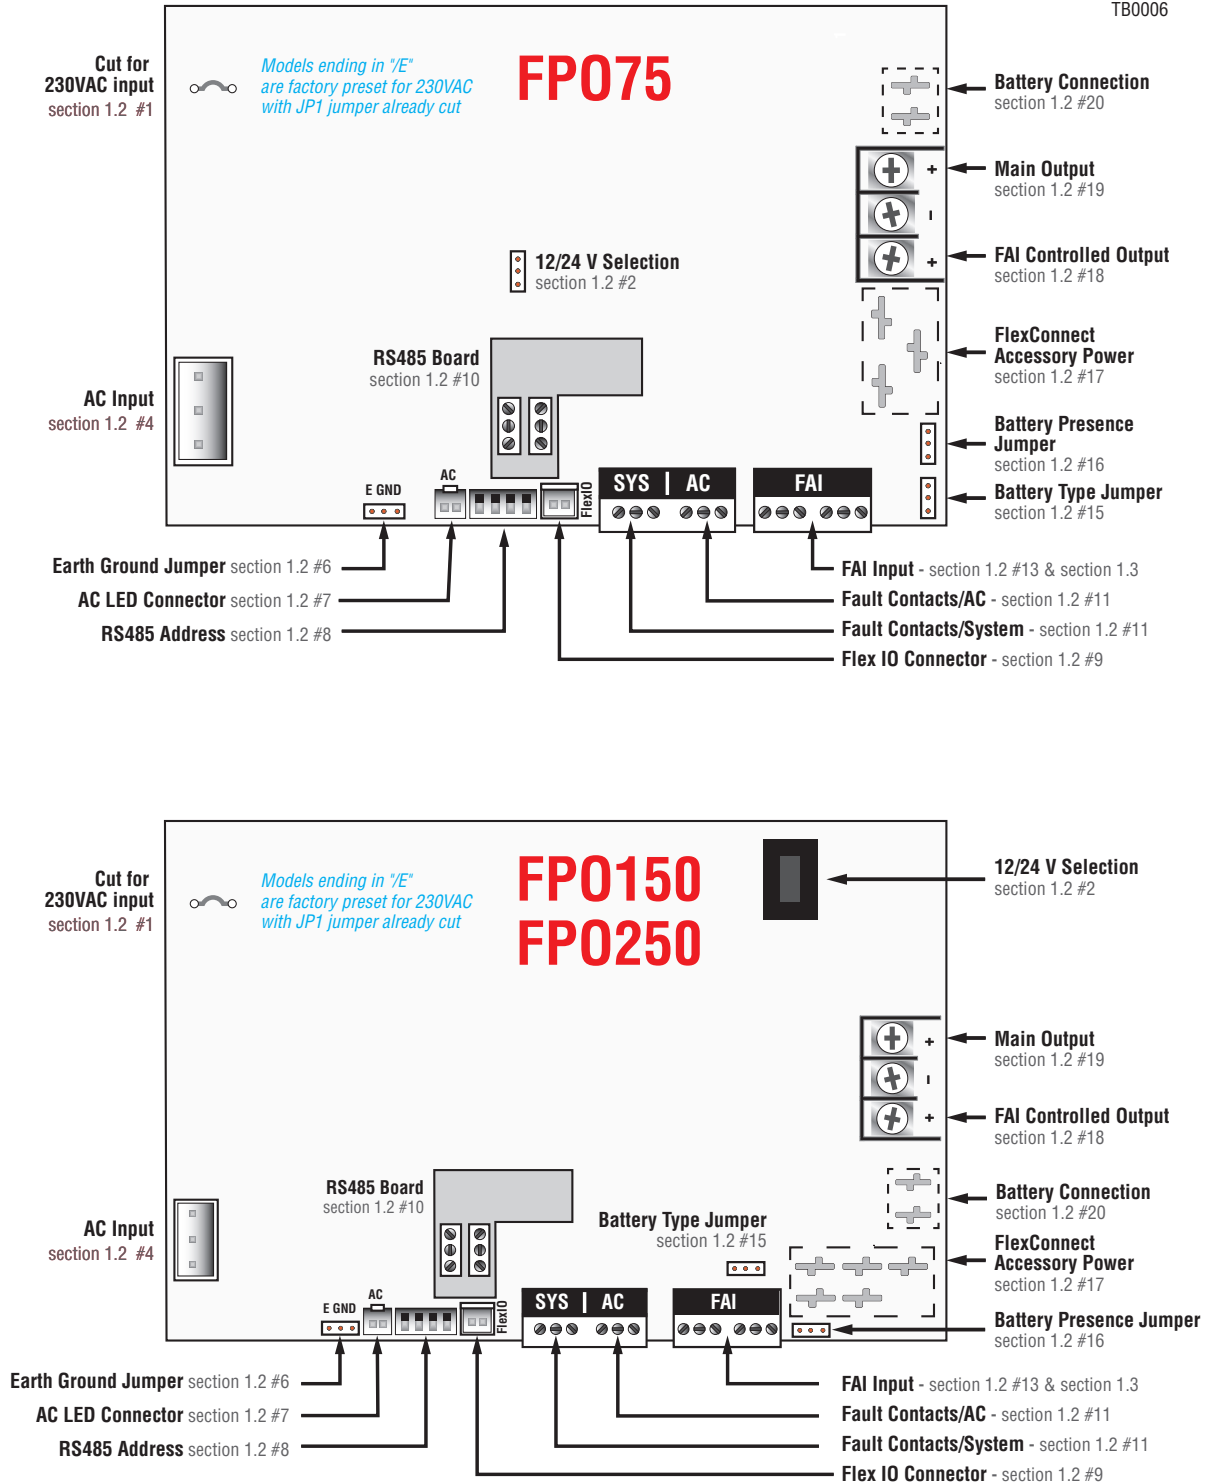 TB0006
Cut for
230VAC input
section 1.2 #1
Models ending in "/E"
are factory preset for 230VAC
with JP1 jumper already cut
FPO75
Battery Connection
section 1.2 #20
Main Output
section 1.2 #19
+
–
+
FAI Controlled Output
section 1.2 #18
12/24 V Selection
section 1.2 #2
FlexConnect
Accessory Power
section 1.2 #17
RS485 Board
section 1.2 #10
AC Input
section 1.2 #4
Battery Presence
Jumper
section 1.2 #16
Battery Type Jumper
section 1.2 #15
E GND
AC
FlexIO
SYS | AC
FAI
Earth Ground Jumper section 1.2 #6
AC LED Connector section 1.2 #7
RS485 Address section 1.2 #8
FAI Input - section 1.2 #13 & section 1.3
Fault Contacts/AC - section 1.2 #11
Fault Contacts/System - section 1.2 #11
Flex IO Connector - section 1.2 #9
Cut for
230VAC input
section 1.2 #1
Models ending in "/E"
are factory preset for 230VAC
with JP1 jumper already cut
FPO150
FPO250
12/24 V Selection
section 1.2 #2
Main Output
section 1.2 #19
+
–
+
FAI Controlled Output
section 1.2 #18
RS485 Board
section 1.2 #10
Battery Connection
section 1.2 #20
AC Input
section 1.2 #4
Battery Type Jumper
section 1.2 #15
FlexConnect
Accessory Power
section 1.2 #17
E GND
AC
FlexIO
SYS | AC
FAI
Battery Presence Jumper
section 1.2 #16
Earth Ground Jumper section 1.2 #6
AC LED Connector section 1.2 #7
RS485 Address section 1.2 #8
FAI Input - section 1.2 #13 & section 1.3
Fault Contacts/AC - section 1.2 #11
Fault Contacts/System - section 1.2 #11
Flex IO Connector - section 1.2 #9